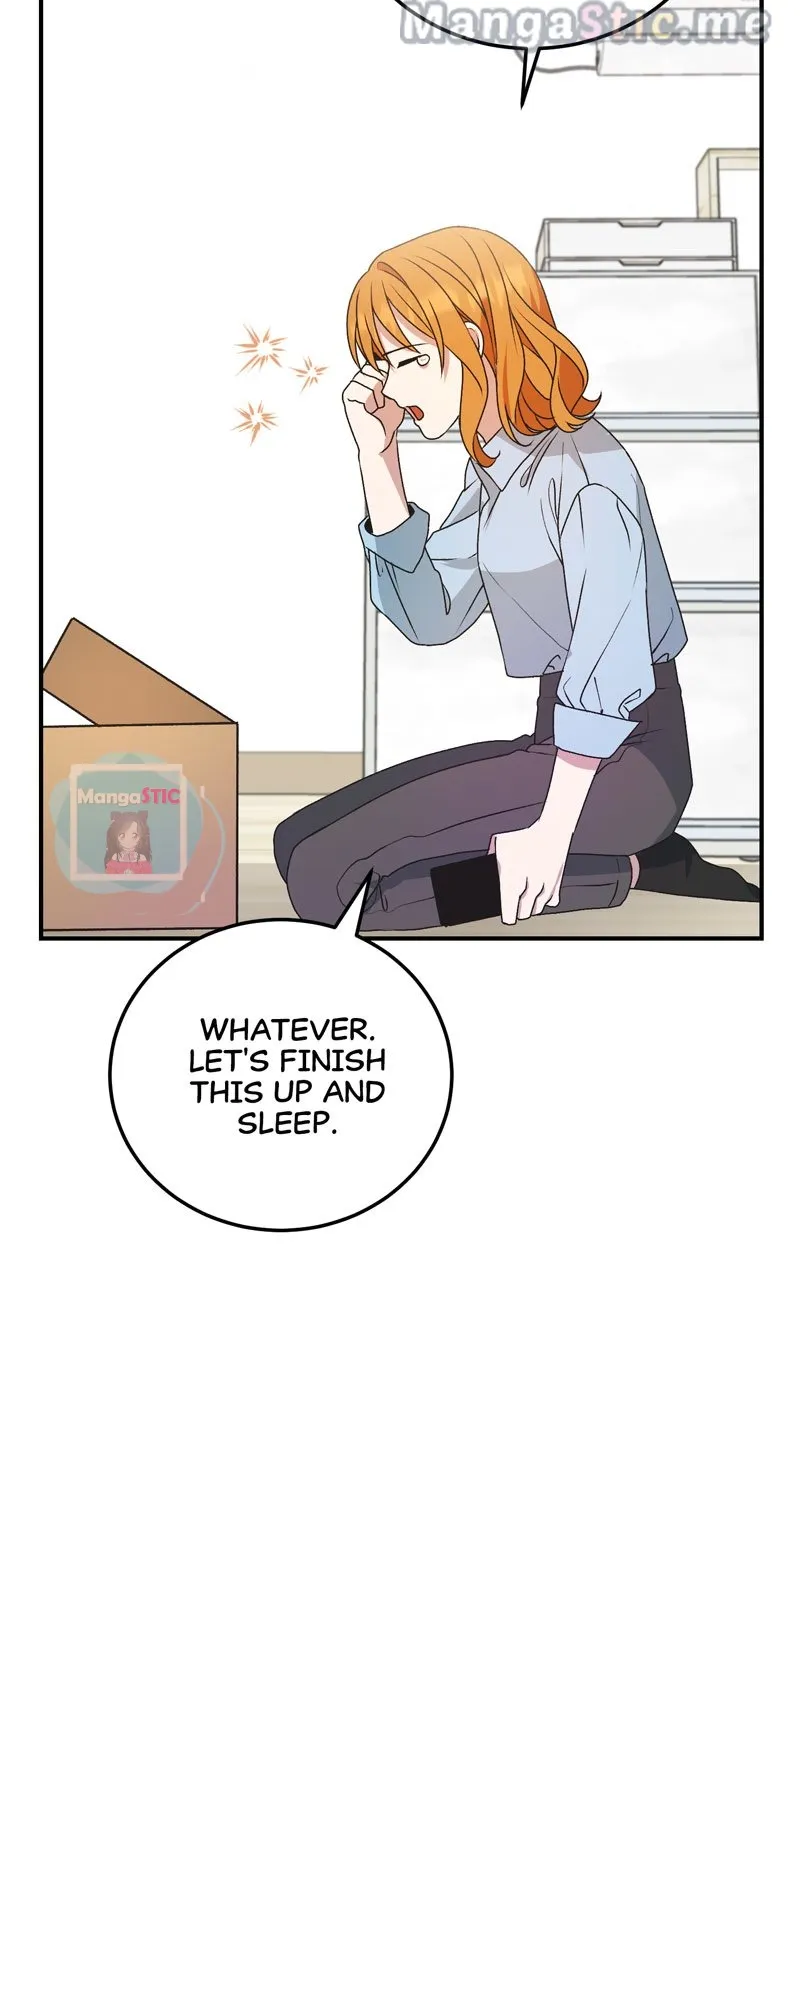 MangaStic.me
MangaSTIC
WHATEVER.
LET'S FINISH
THIS UP AND
SLEEP.